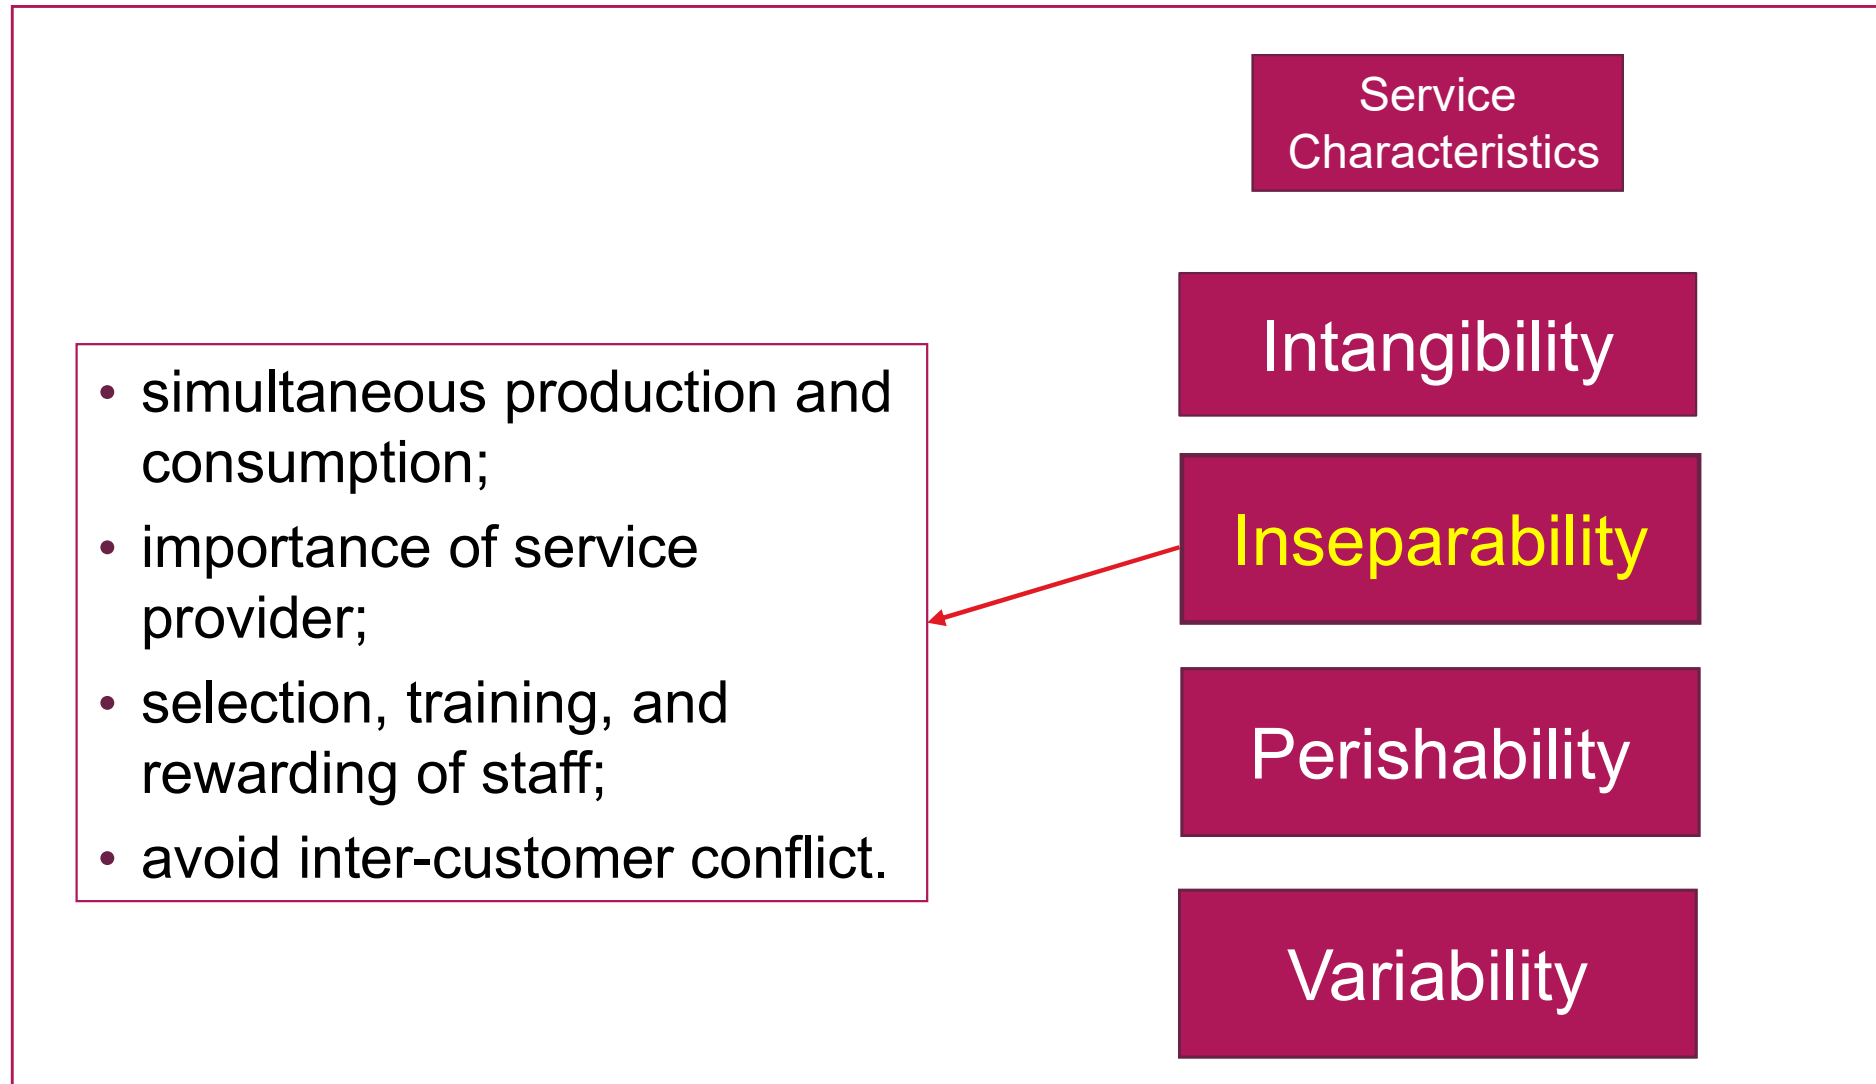 Service
Characteristics
Intangibility
• simultaneous production and
consumption;
• importance of service
provider;
• selection, training, and
rewarding of staff;
• avoid inter-customer conflict.
Inseparability
Perishability
Variability